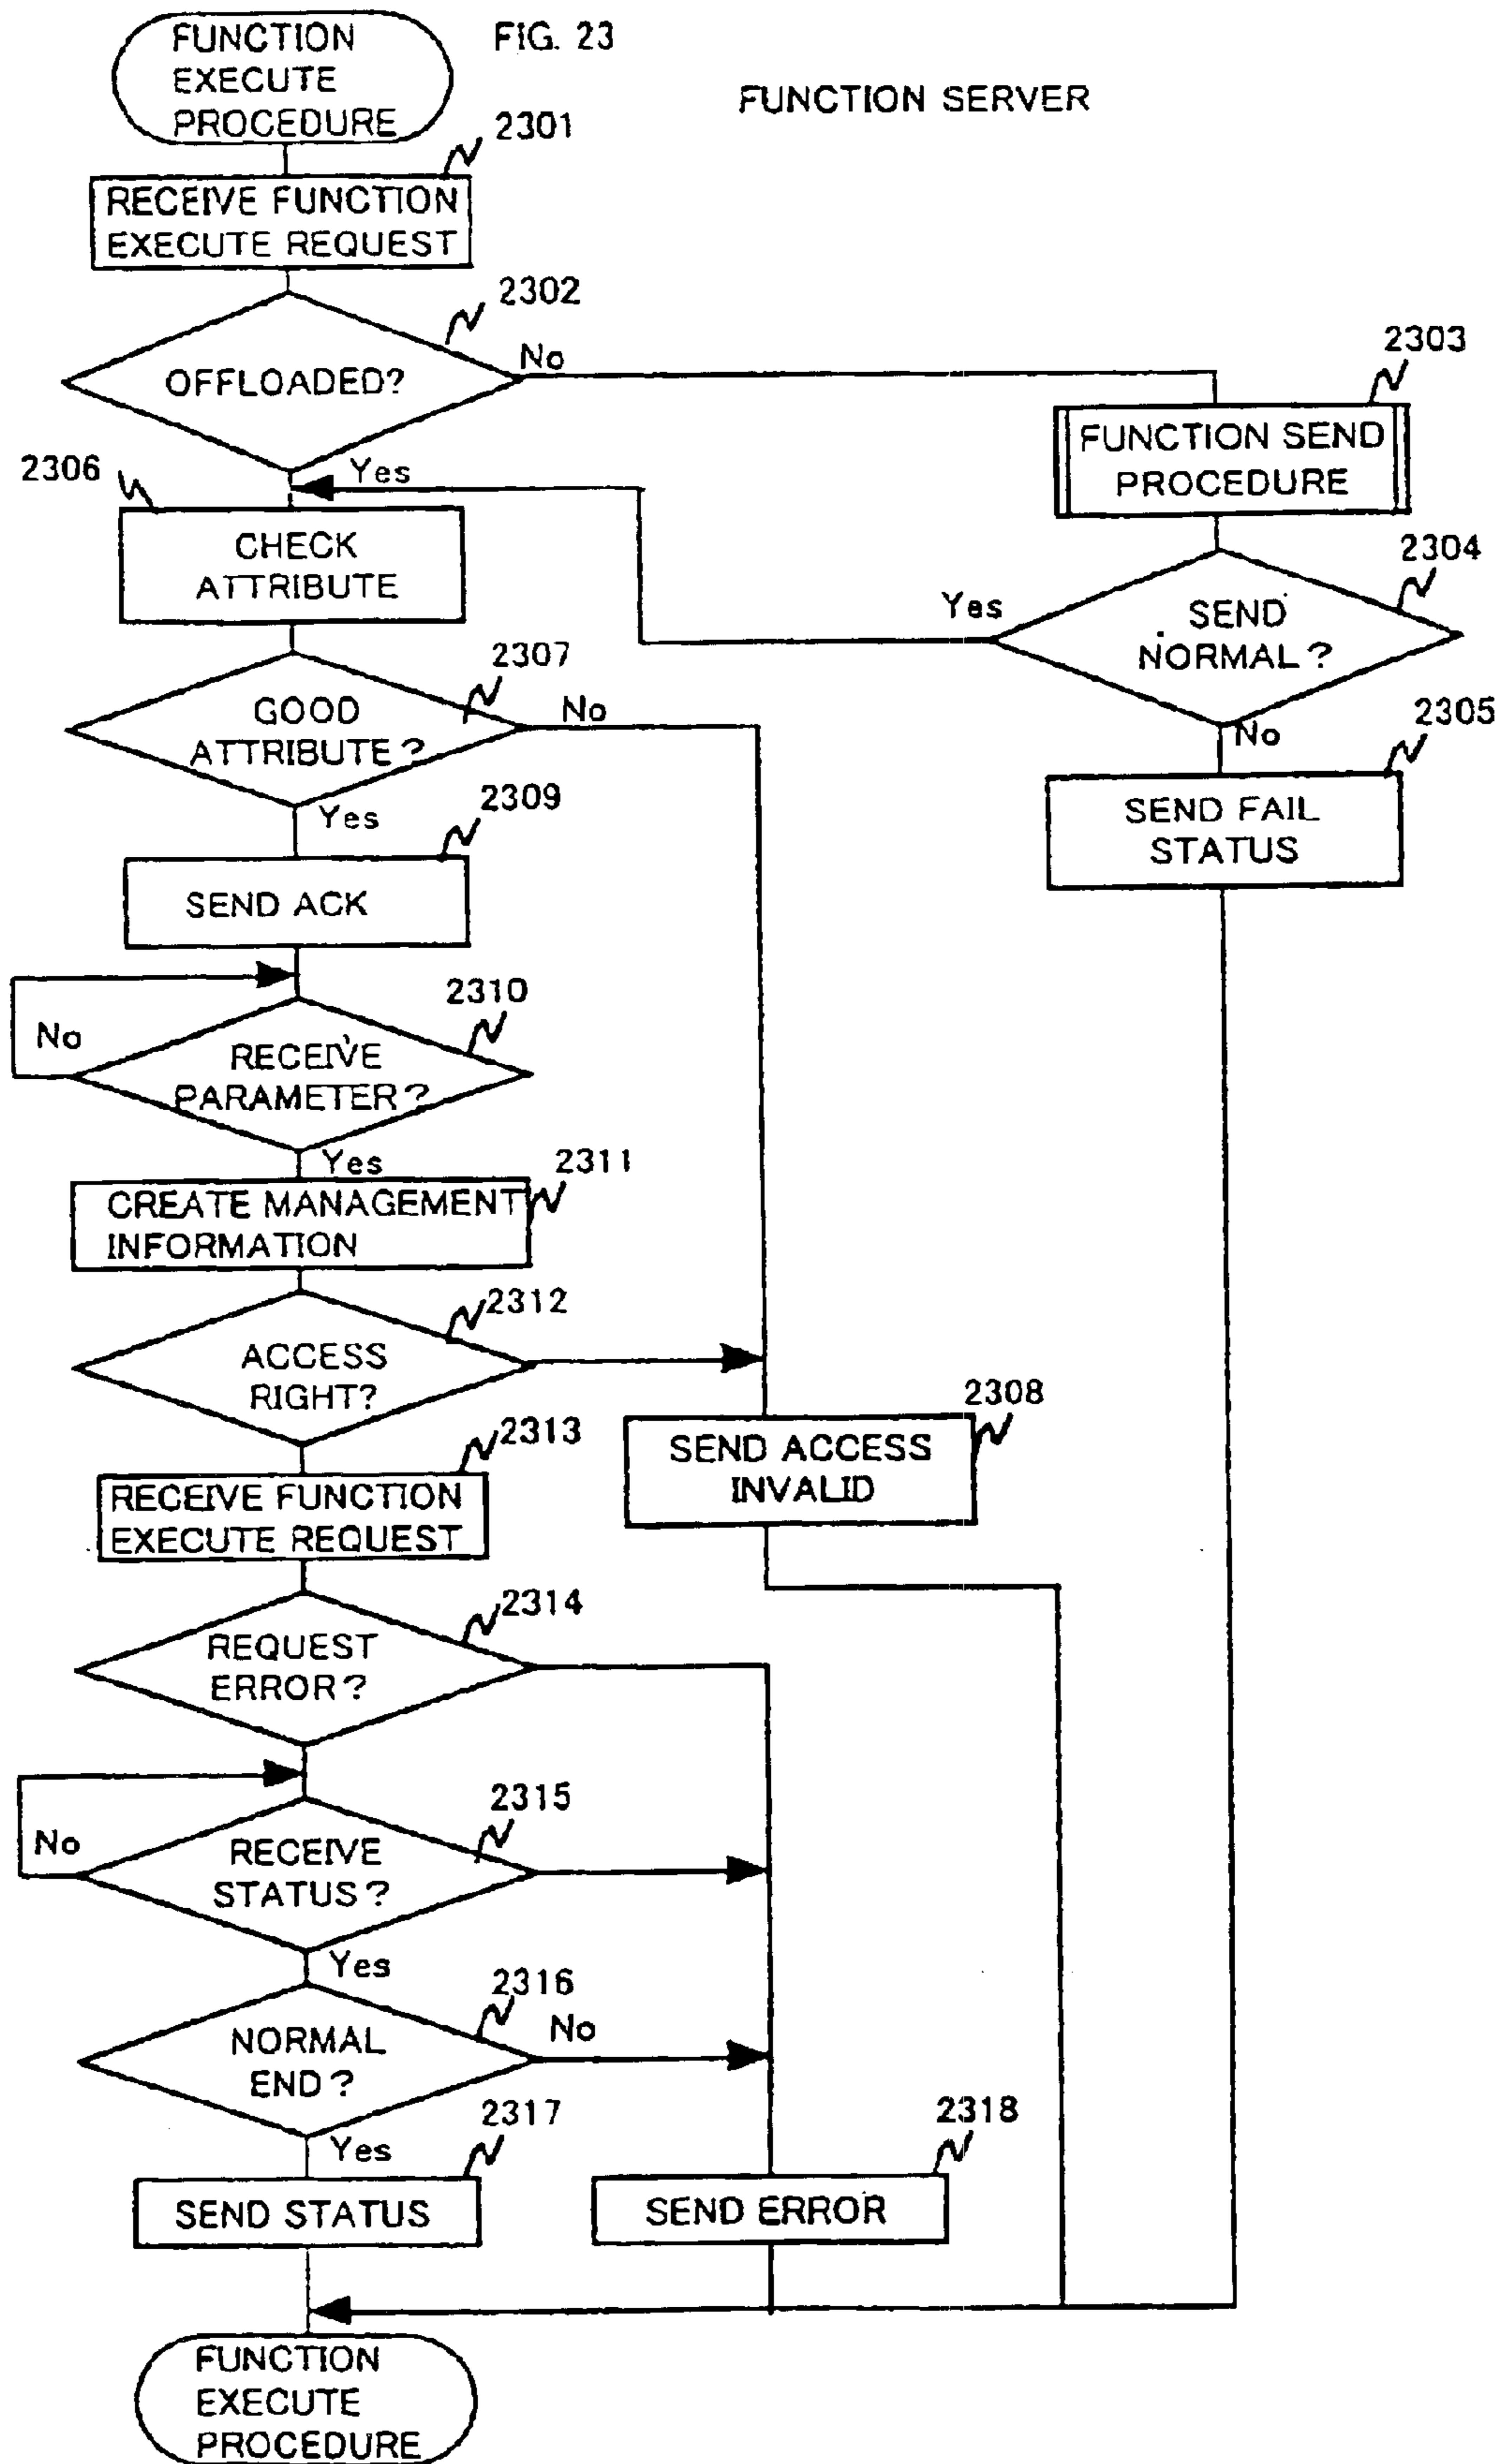 FUNCTION
EXECUTE
PROCEDURE
FIG. 23
FUNCTION SERVER
2301
RECEIVE FUNCTION
EXECUTE REQUEST
2302
OFFLOADED?
No
2303
FUNCTION SEND
PROCEDURE
2306
Yes
CHECK
ATTRIBUTE
2304
Yes
SEND
NORMAL?
2307
GOOD
ATTRIBUTE?
No
No
2305
SEND FAIL
STATUS
Yes
2309
SEND ACK
2310
No
RECEIVE
PARAMETER?
Yes
2311
CREATE MANAGEMENT
INFORMATION
2312
ACCESS
RIGHT?
2308
SEND ACCESS
INVALID
2313
RECEIVE FUNCTION
EXECUTE REQUEST
2314
REQUEST
ERROR?
2315
No
RECEIVE
STATUS?
Yes
2316
No
NORMAL
END?
Yes
2317
SEND STATUS
2318
SEND ERROR
FUNCTION
EXECUTE
PROCEDURE